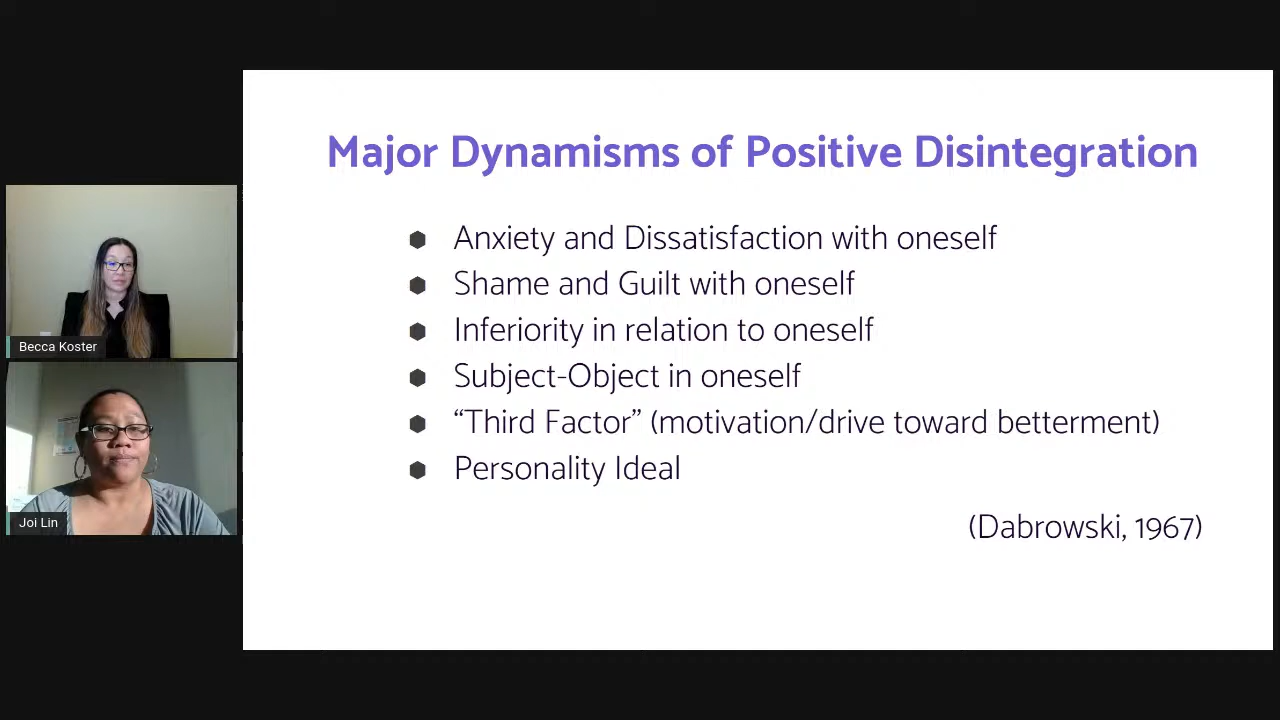 Major Dynamisms of Positive Disintegration
Anxiety and Dissatisfaction with oneself
Shame and Guilt with oneself
Inferiority in relation to oneself
Subject-Object in oneself
“Third Factor” (motivation/drive toward betterment)
Personality Ideal
(Dabrowski, 1967)
Becca Koster
Joi Lin